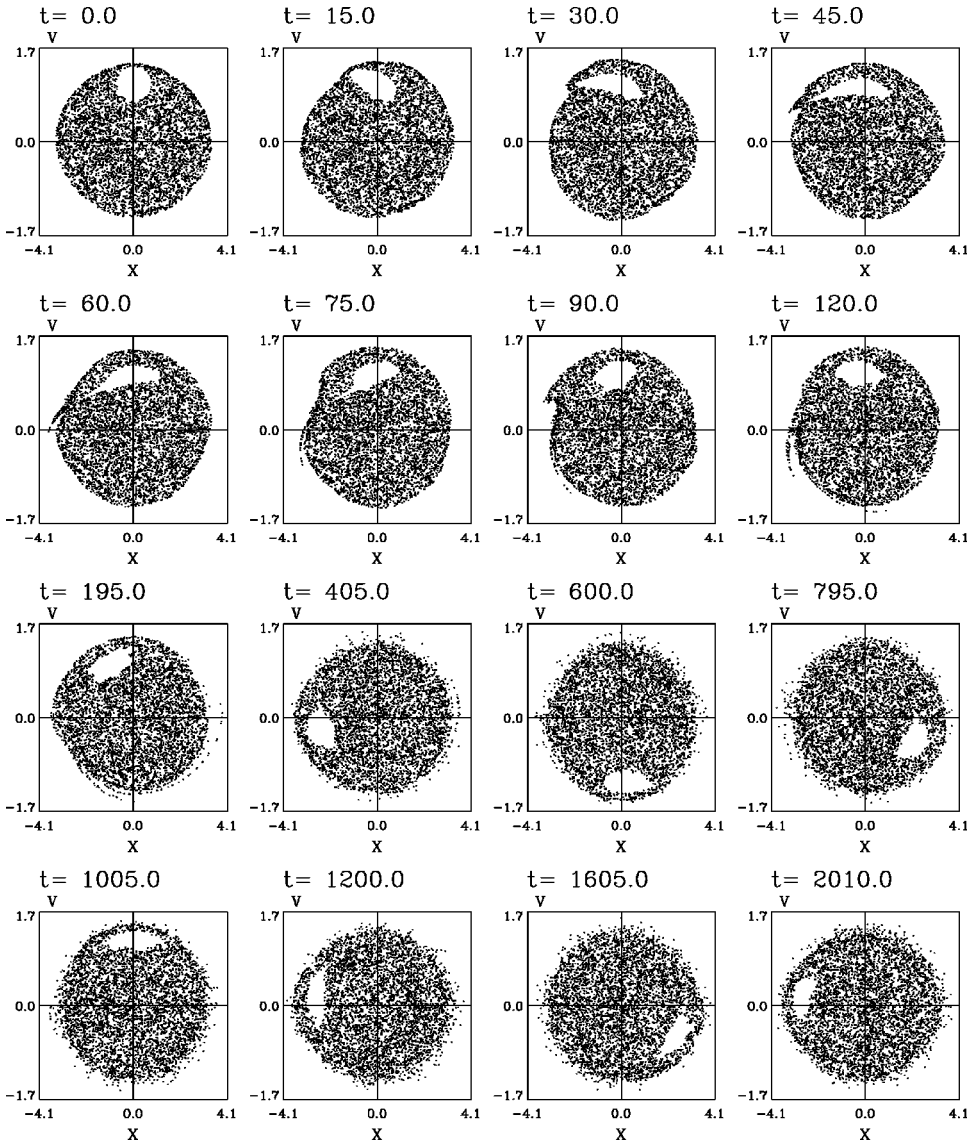 t= 0.0 t= 15.0 t= 30.0 t= 45.0
V V V V
1.7 1.7 1.7 1.7
0.0 0.0 0.0 0.0
−1.7 −1.7 −1.7 −1.7
−4.1 0.0 4.1 −4.1 0.0 4.1 −4.1 0.0 4.1 −4.1 0.0 4.1
X X X X
t= 60.0 t= 75.0 t= 90.0 t= 120.0
V V V V
1.7 1.7 1.7 1.7
0.0 0.0 0.0 0.0
−1.7 −1.7 −1.7 −1.7
−4.1 0.0 4.1 −4.1 0.0 4.1 −4.1 0.0 4.1 −4.1 0.0 4.1
X X X X
t= 195.0 t= 405.0 t= 600.0 t= 795.0
V V V V
1.7 1.7 1.7 1.7
0.0 0.0 0.0 0.0
−1.7 −1.7 −1.7 −1.7
−4.1 0.0 4.1 −4.1 0.0 4.1 −4.1 0.0 4.1 −4.1 0.0 4.1
X X X X
t= 1005.0 t= 1200.0 t= 1605.0 t= 2010.0
V V V V
1.7 1.7 1.7 1.7
0.0 0.0 0.0 0.0
−1.7 −1.7 −1.7 −1.7
−4.1 0.0 4.1 −4.1 0.0 4.1 −4.1 0.0 4.1 −4.1 0.0 4.1
X X X X